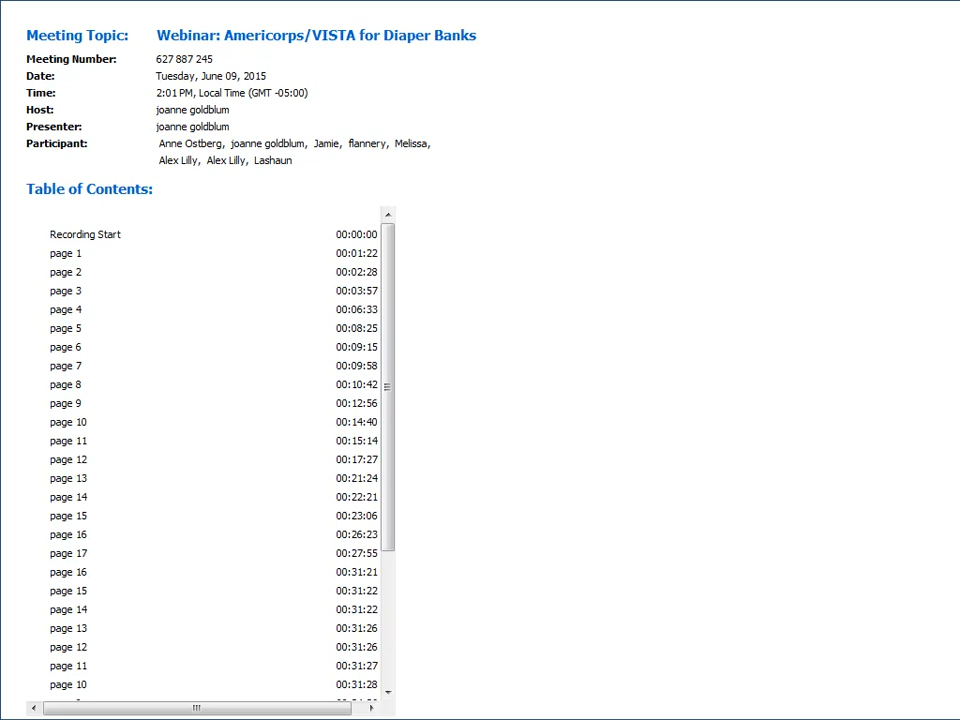 Meeting Topic: Webinar: Americorps/VISTA for Diaper Banks
Meeting Number: 627 887 245
Date: Tuesday, June 09, 2015
Time: 2:01 PM, Local Time (GMT -05:00)
Host: joanne goldblum
Presenter: joanne goldblum
Participant: Anne Ostberg, joanne goldblum, Jamie, flannery, Melissa,
Alex Lilly, Alex Lilly, Lashaun
Table of Contents:
Recording Start 00:00:00
page 1 00:01:22
page 2 00:02:28
page 3 00:03:57
page 4 00:06:33
page 5 00:08:25
page 6 00:09:15
page 7 00:09:58
page 8 00:10:42
page 9 00:12:56
page 10 00:14:40
page 11 00:15:14
page 12 00:17:27
page 13 00:21:24
page 14 00:22:21
page 15 00:23:06
page 16 00:26:23
page 17 00:27:55
page 16 00:31:21
page 15 00:31:22
page 14 00:31:22
page 13 00:31:26
page 12 00:31:26
page 11 00:31:27
page 10 00:31:28